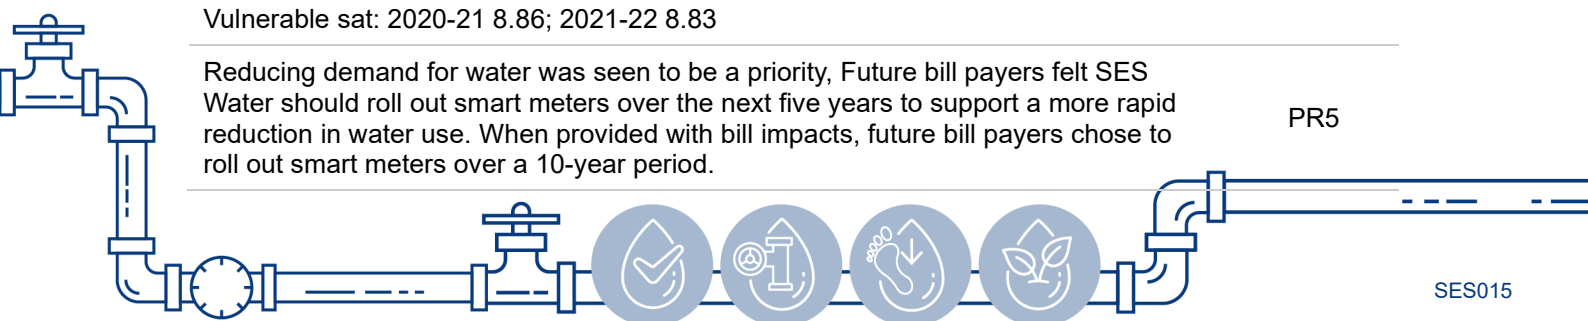 Vulnerable sat: 2020-21 8.86; 2021-22 8.83
Reducing demand for water was seen to be a priority, Future bill payers felt SES
Water should roll out smart meters over the next five years to support a more rapid
reduction in water use. When provided with bill impacts, future bill payers chose to
roll out smart meters over a 10-year period.
PR5
SES015